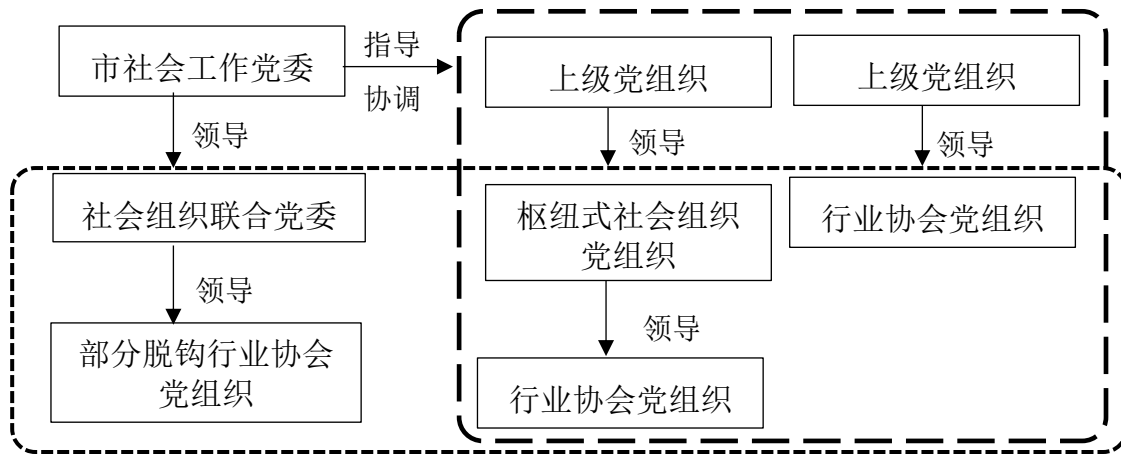 市社会工作党委
指导
协调
上级党组织
上级党组织
领导
领导
领导
社会组织联合党委
枢纽式社会组织
党组织
行业协会党组织
领导
领导
部分脱钩行业协会
党组织
行业协会党组织